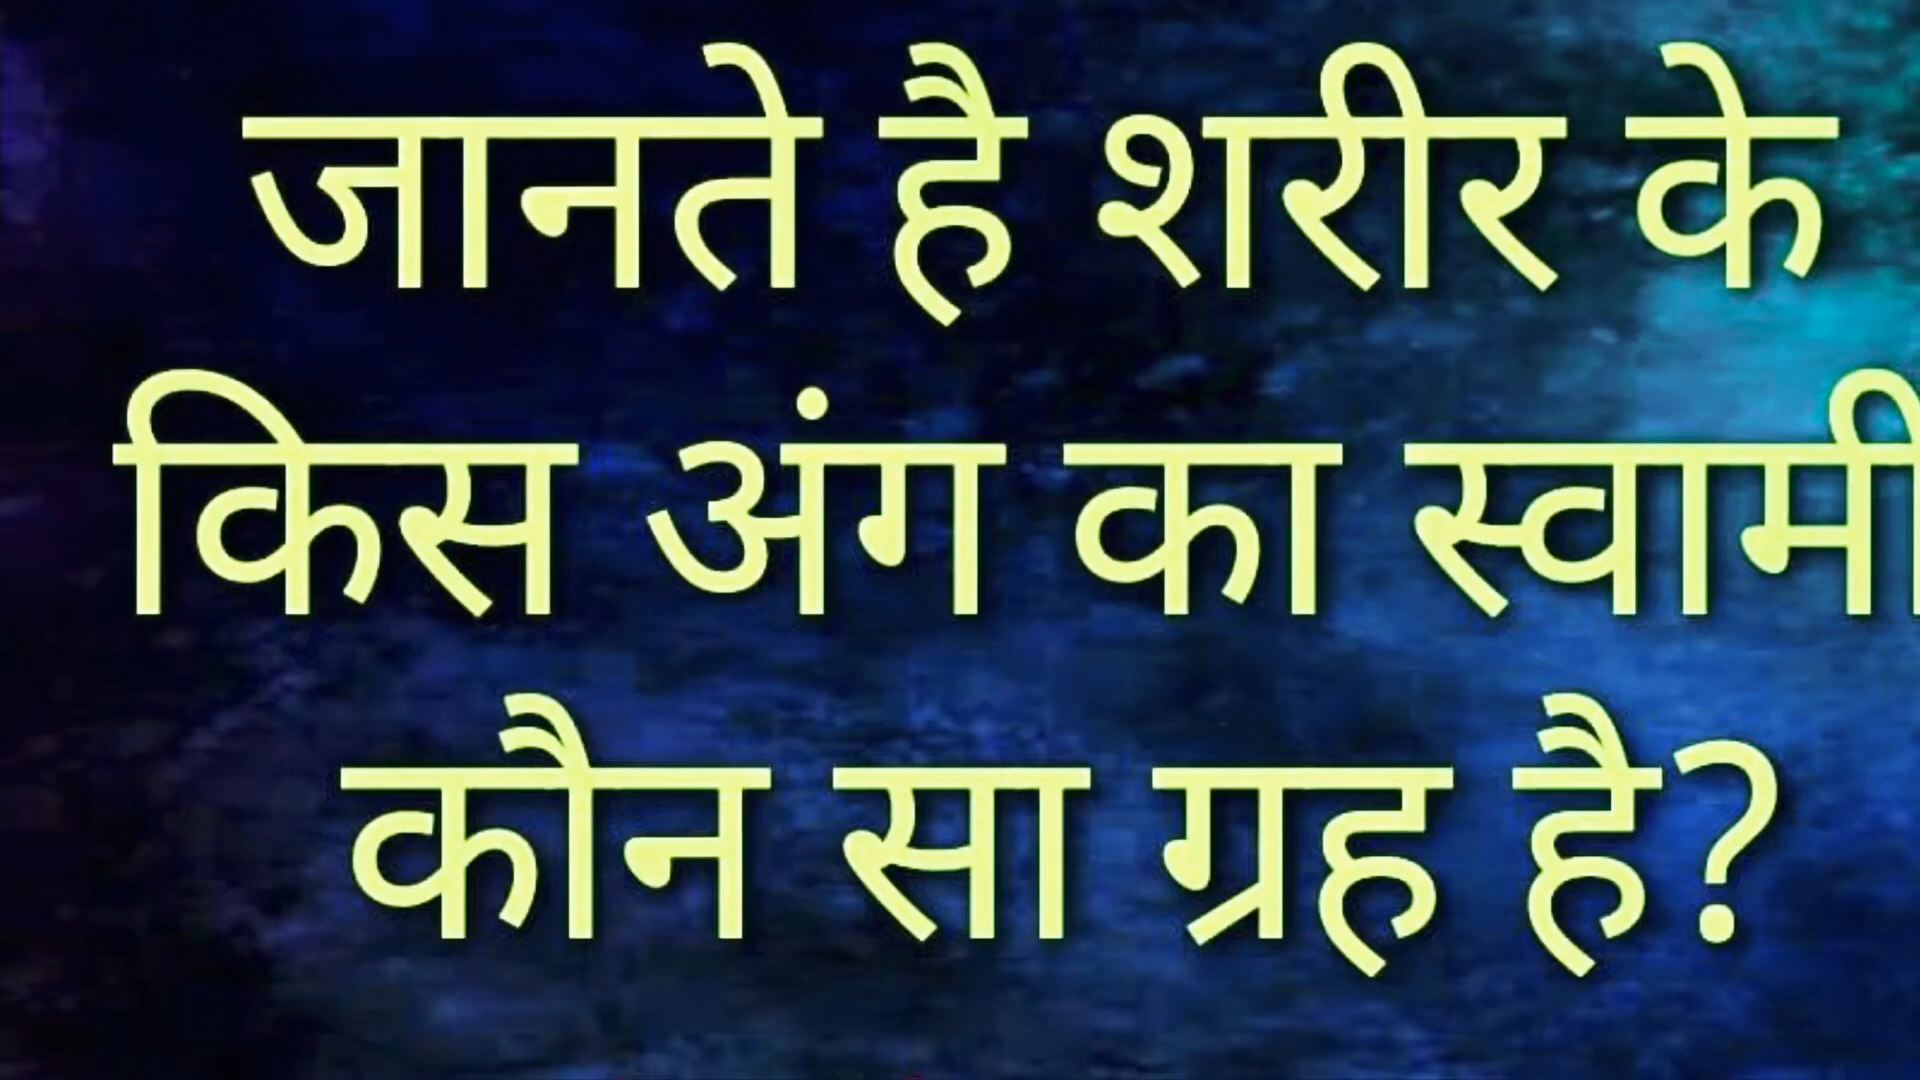 जानते है शरीर के
किस अंग का स्वामी
कौन सा ग्रह है?